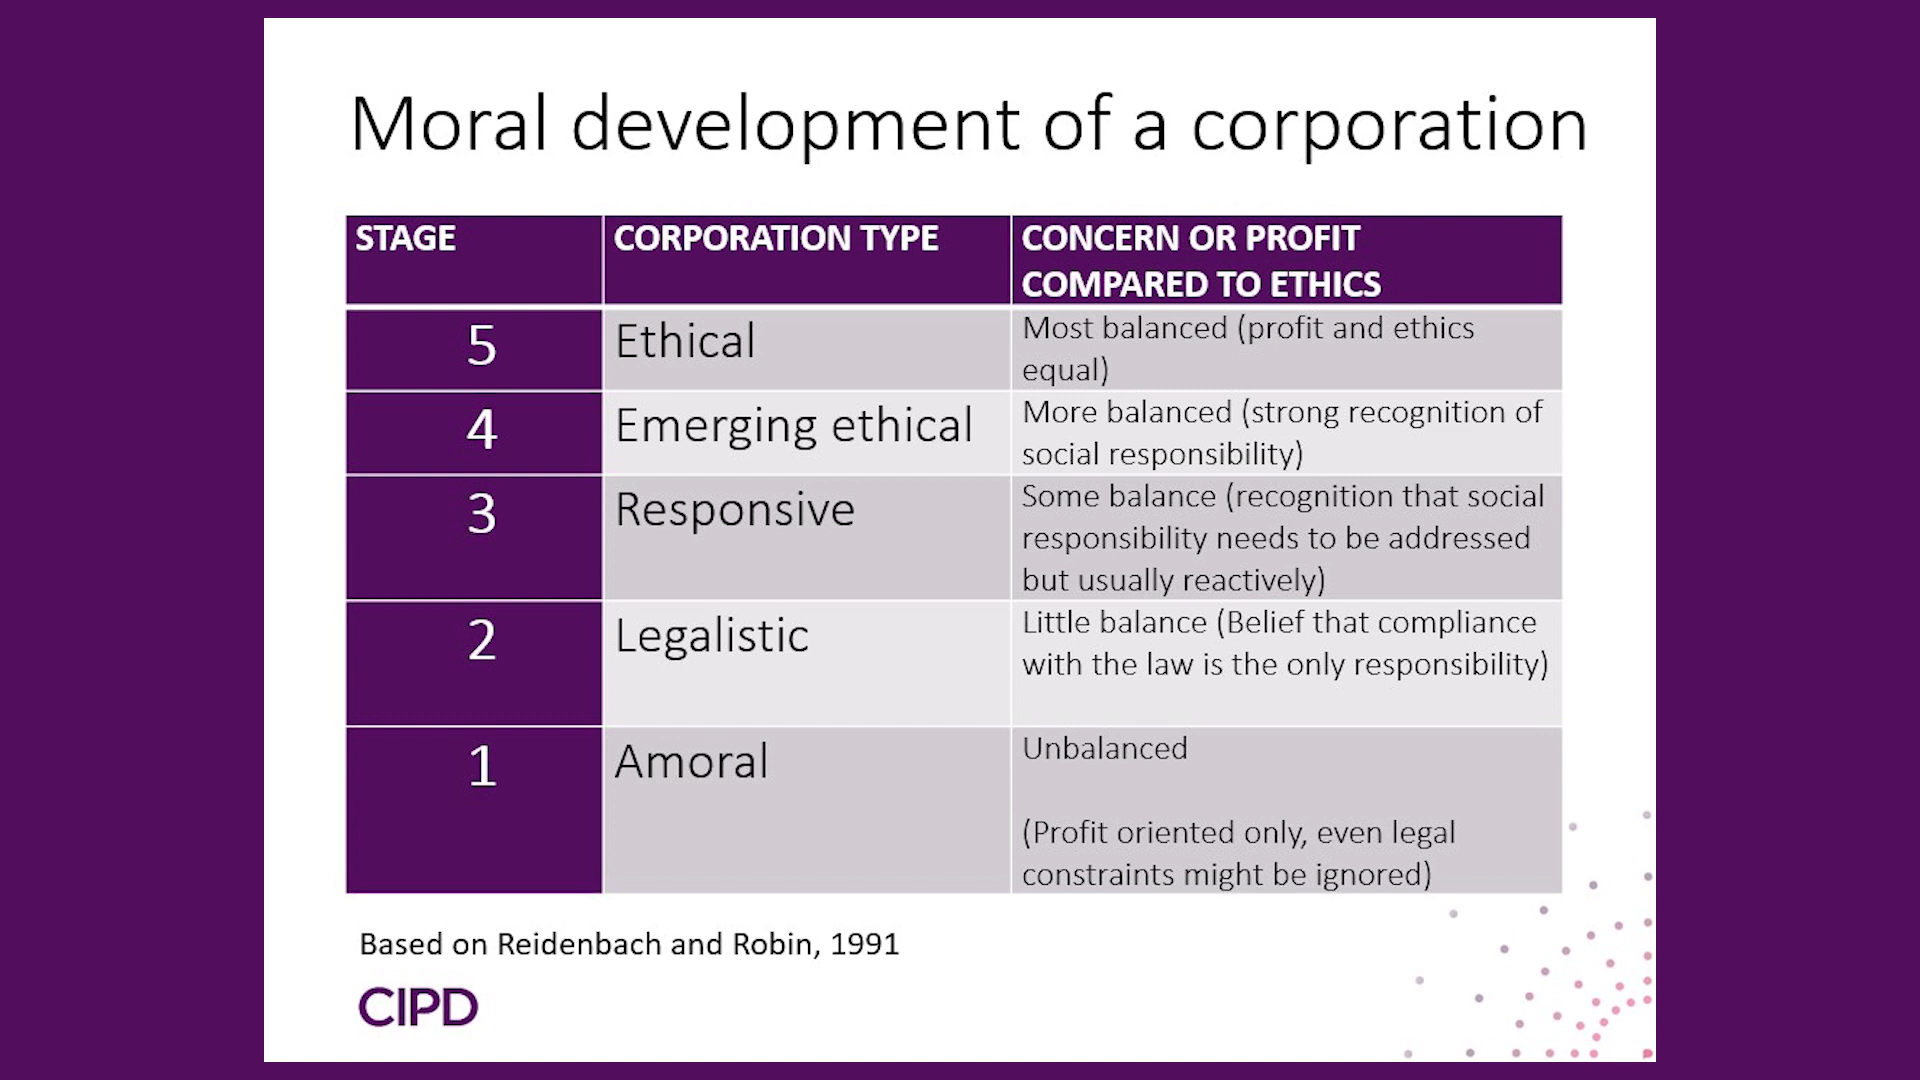 Moral development of a corporation
STAGE
CORPORATION TYPE
CONCERN OR PROFIT
COMPARED TO ETHICS
5
Ethical
Most balanced (profit and ethics
equal)
4
Emerging ethical
More balanced (strong recognition of
social responsibility)
3
Responsive
Some balance (recognition that social
responsibility needs to be addressed
but usually reactively)
2
Legalistic
Little balance (Belief that compliance
with the law is the only responsibility)
1
Amoral
Unbalanced
(Profit oriented only, even legal
constraints might be ignored)
Based on Reidenbach and Robin, 1991
CIPD